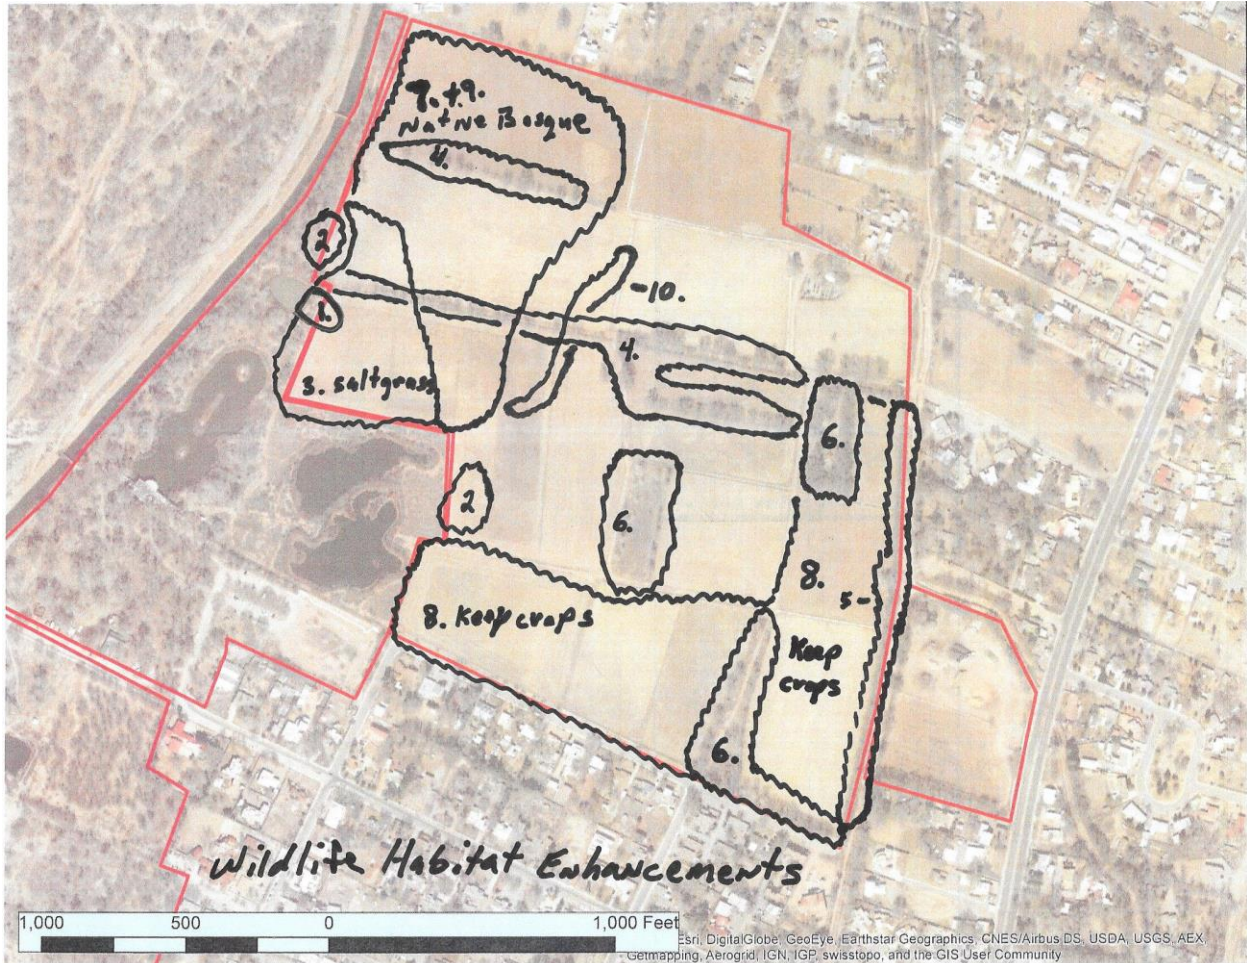 9. + 9.
Native Bosque
4.
2
1.
-10.
3. saltgrass
4.
6.
2
6.
8.
5-
8. Keep crops
Keep
crops
6.
Wildlife Habitat Enhancements
1,000 500 0 1,000 Feet
Esri, DigitalGlobe, GeoEye, Earthstar Geographics, CNES/Airbus DS, USDA, USGS, AEX,
Getmapping, Aerogrid, IGN, IGP, swisstopo, and the GIS User Community